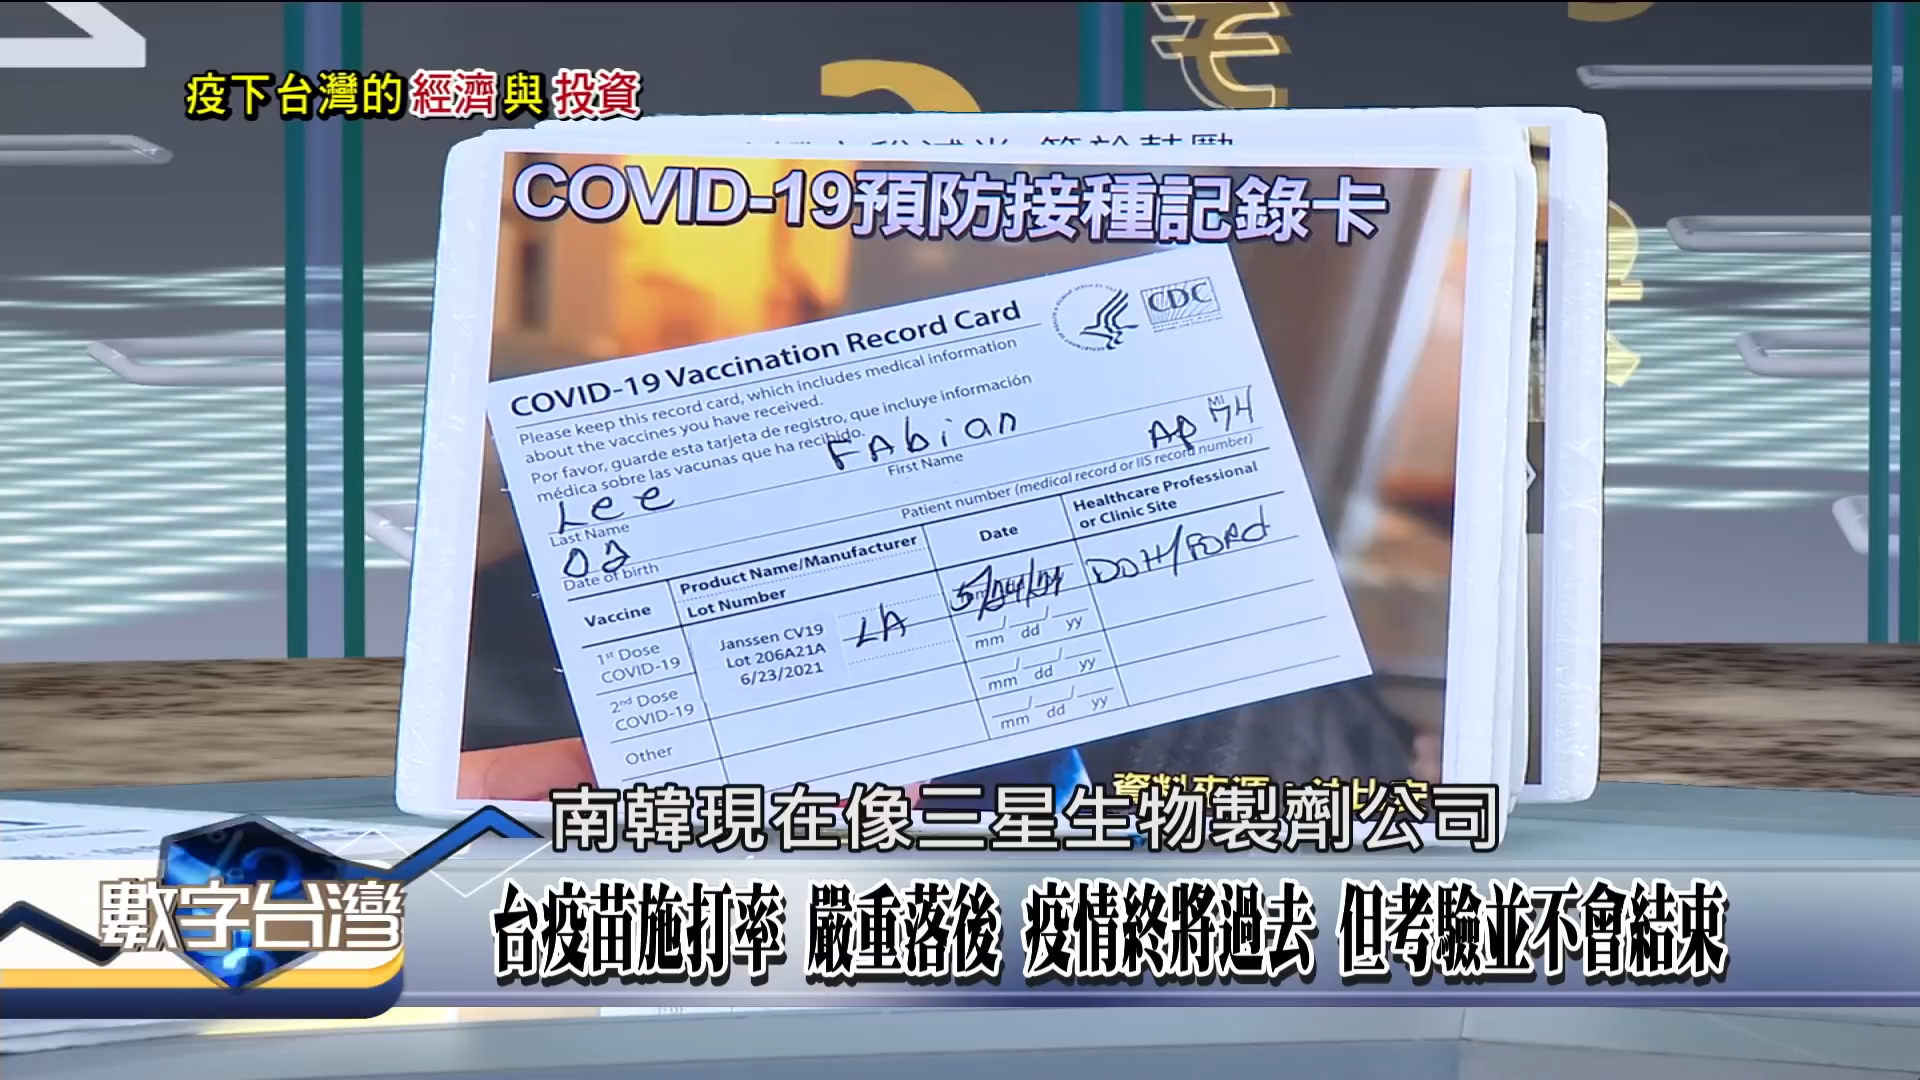 疫下台灣的經濟與投資
COVID-19預防接種記錄卡
CDC
COVID-19 Vaccination Record Card
Please keep this record card, which includes medical information
about the vaccines you have received.
Por favor, guarde esta tarjeta de registro, que incluye información
médica sobre las vacunas que ha recibido.
Lee
FAbian
MI
Last Name
First Name
Date of birth
Patient number (medical record or IIS record number)
Vaccine
Product Name/Manufacturer
Lot Number
Date
Healthcare Professional
or Clinic Site
1st Dose
COVID-19
Janssen CV19
Lot 206A21A
6/23/2021
LA
DOH/FORd
mm dd yy
2nd Dose
COVID-19
mm dd yy
Other
mm dd yy
資料來源
南韓現在像三星生物製劑公司
數字台灣
台疫苗施打率 嚴重落後 疫情終將過去 但考驗並不會結束